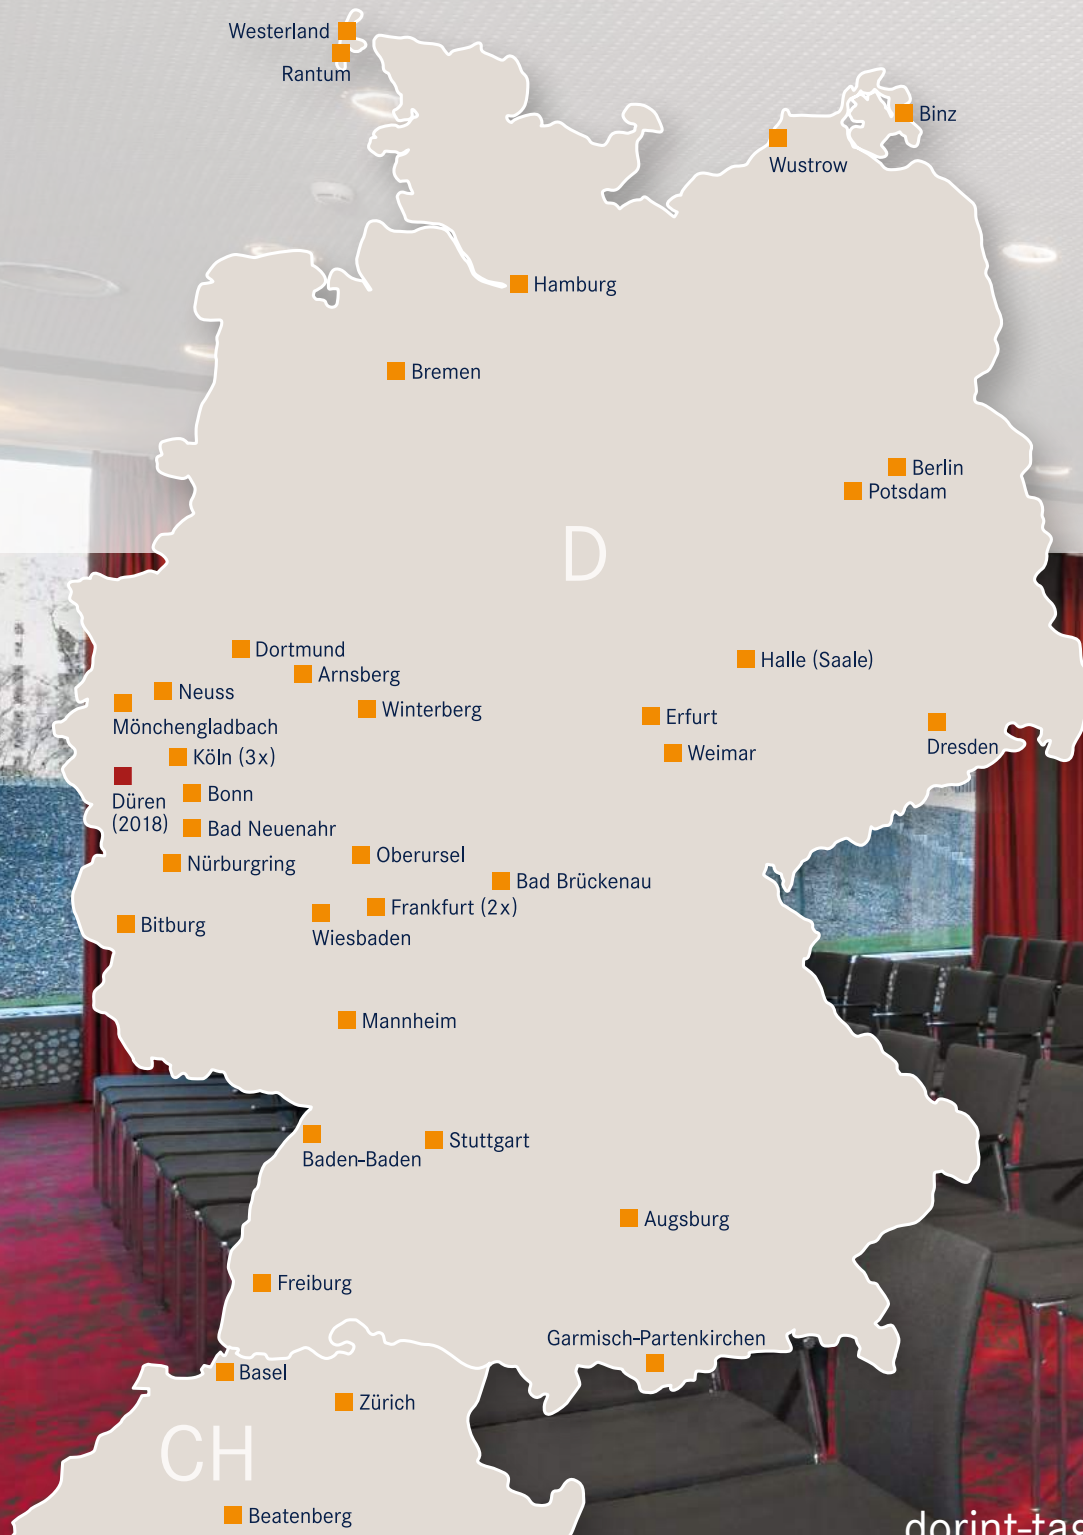 Westerland
Rantum
Binz
Wustrow
Hamburg
Bremen
Berlin
Potsdam
D
Dortmund
Arnsberg
Halle (Saale)
Neuss
Winterberg
Mönchengladbach
Erfurt
Dresden
Köln (3x)
Weimar
Düren
(2018)
Bonn
Bad Neuenahr
Nürburgring
Oberursel
Bad Brückenau
Frankfurt (2x)
Bitburg
Wiesbaden
Mannheim
Baden-Baden
Stuttgart
Augsburg
Freiburg
Garmisch-Partenkirchen
Basel
Zürich
CH
Beatenberg